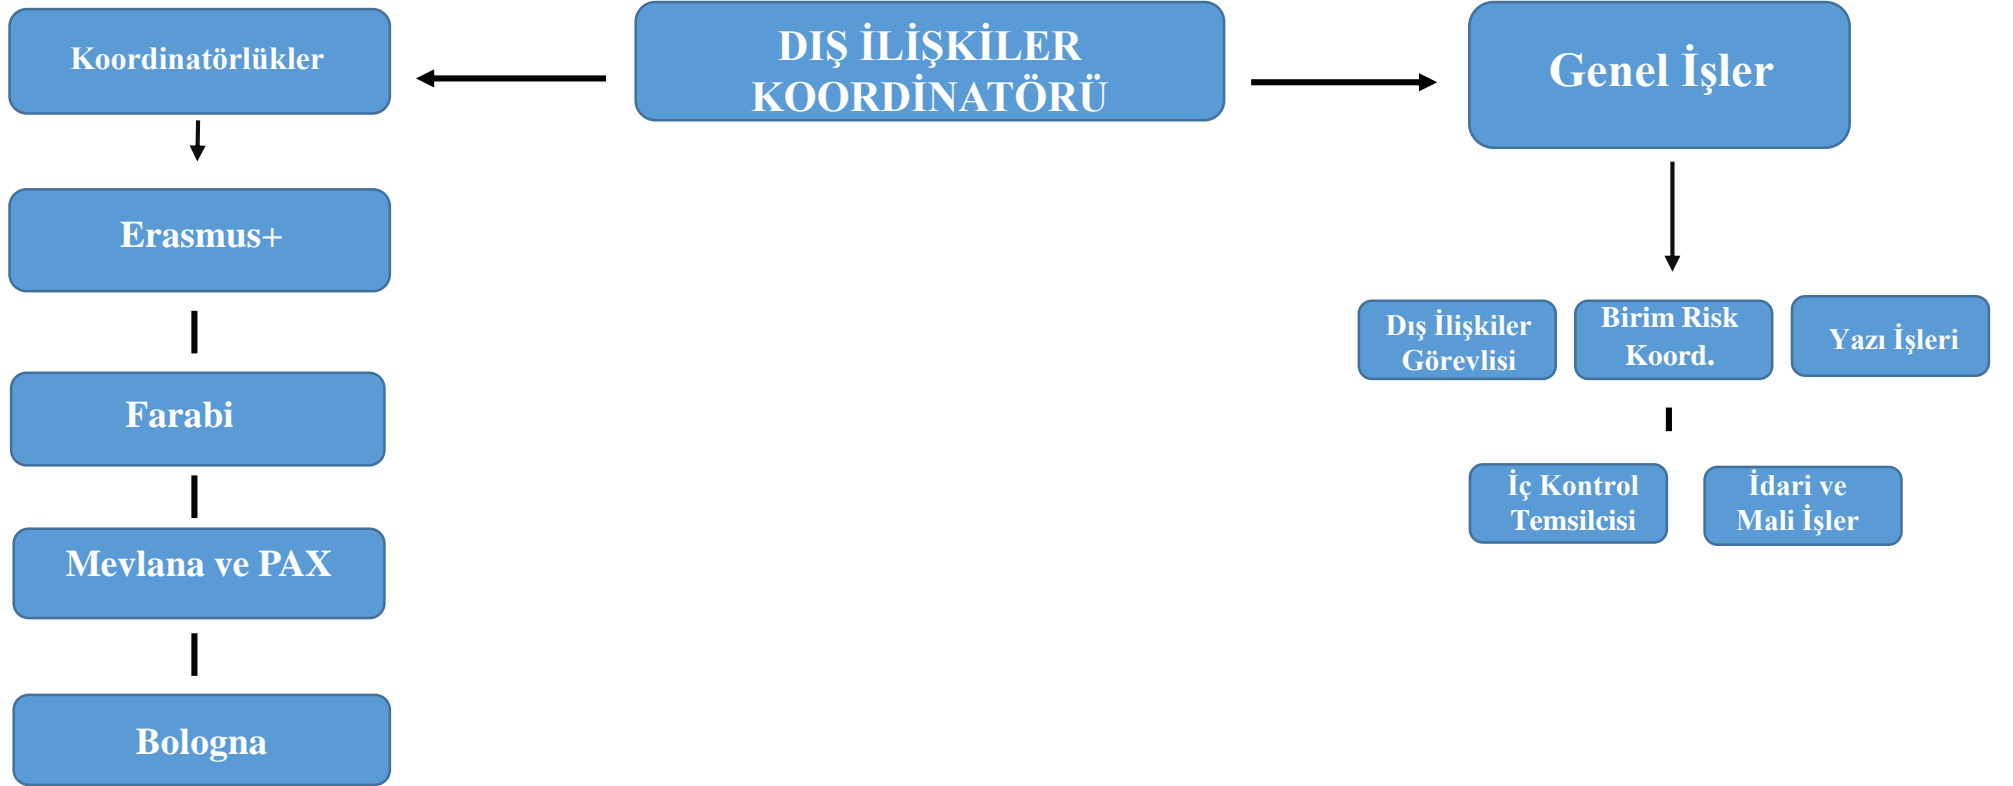 Koordinatörlükler
DIŞ İLİŞKİLER
KOORDİNATÖRÜ
Genel İşler
Erasmus+
Farabi
Mevlana ve PAX
Bologna
Dış İlişkiler
Görevlisi
Birim Risk
Koord.
Yazı İşleri
İç Kontrol
Temsilcisi
İdari ve
Mali İşler